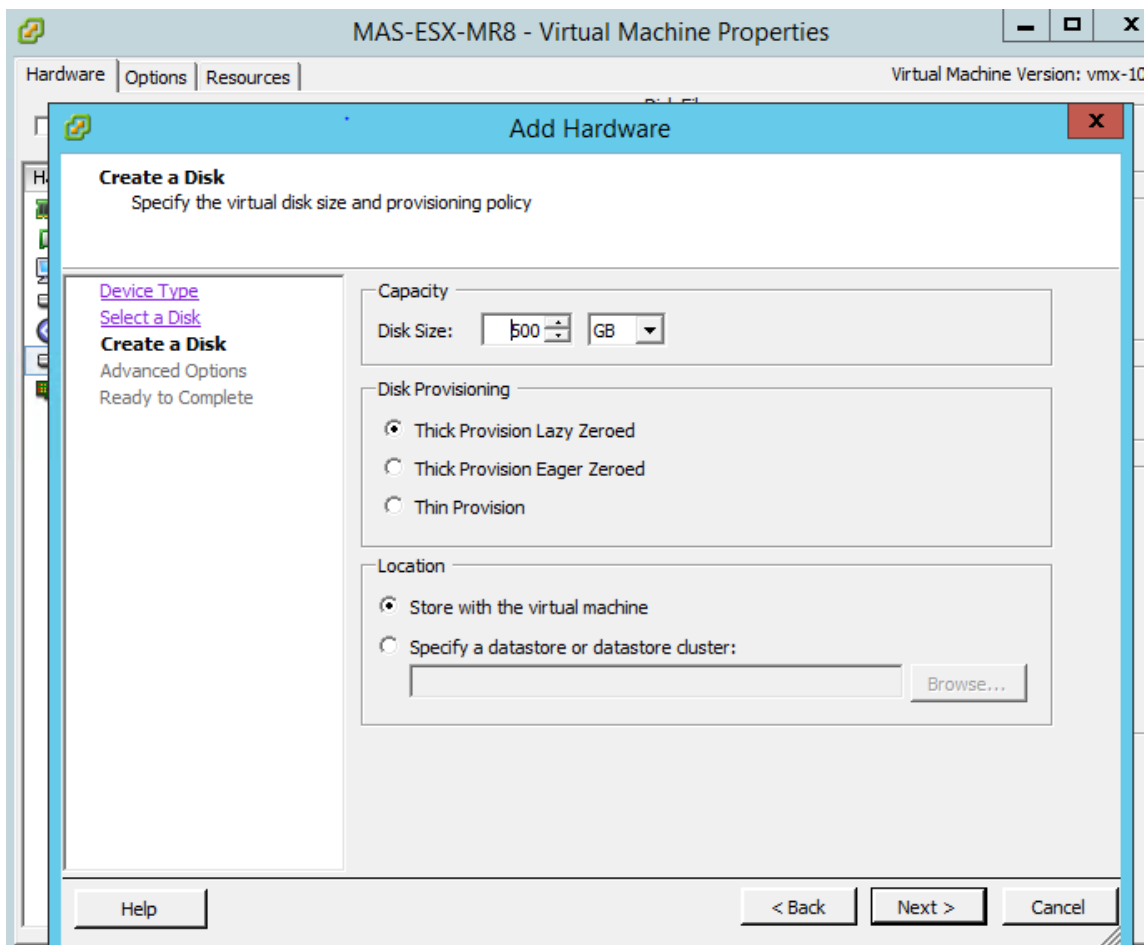 MAS-ESX-MR8 - Virtual Machine Properties
Hardware Options Resources Virtual Machine Version: vmx-10
Add Hardware
Create a Disk
Specify the virtual disk size and provisioning policy
Device Type
Select a Disk
Create a Disk
Advanced Options
Ready to Complete
Capacity
Disk Size: 500 GB
Disk Provisioning
Thick Provision Lazy Zeroed
Thick Provision Eager Zeroed
Thin Provision
Location
Store with the virtual machine
Specify a datastore or datastore cluster:
Browse...
Help < Back Next > Cancel